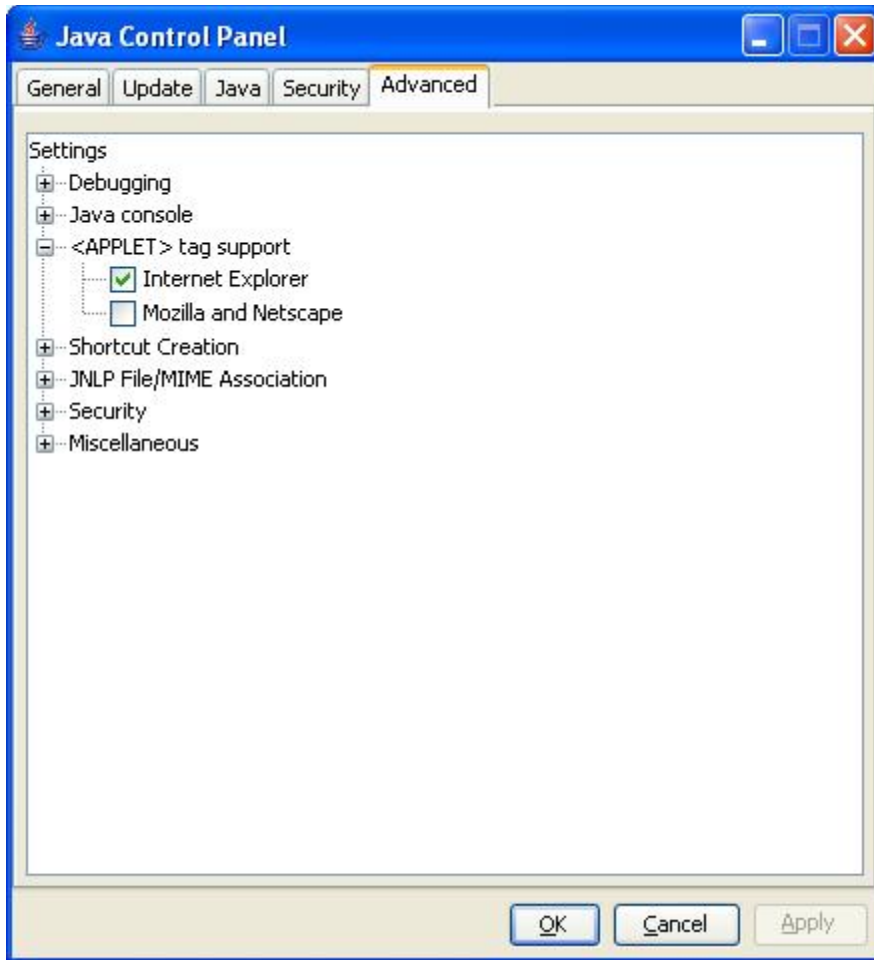 Java Control Panel
General Update Java Security Advanced
Settings
Debugging
Java console
<APPLET> tag support
Internet Explorer
Mozilla and Netscape
Shortcut Creation
JNLP File/MIME Association
Security
Miscellaneous
OK Cancel Apply